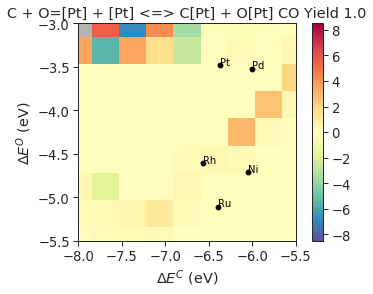 C + O=[Pt] + [Pt] <=> C[Pt] + O[Pt] CO Yield 1.0
−3.0
−3.5
−4.0
−4.5
−5.0
−5.5
ΔE^O (eV)
Pt
Pd
Rh
Ni
Ru
−8.0 −7.5 −7.0 −6.5 −6.0 −5.5
ΔE^C (eV)
8
6
4
2
0
−2
−4
−6
−8